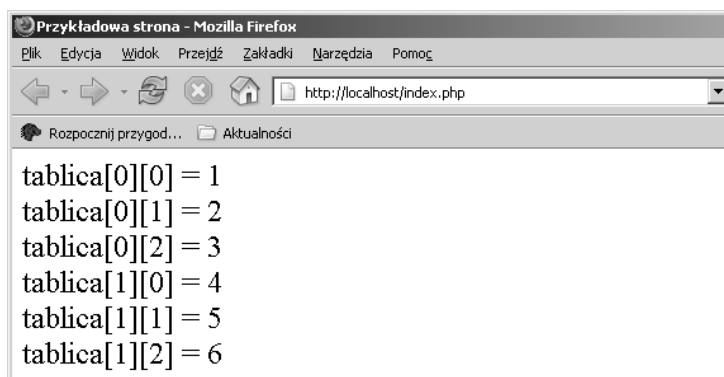 Przykładowa strona - Mozilla Firefox
Plik Edycja Widok Przejdź Zakładki Narzędzia Pomoc
http://localhost/index.php
Rozpocznij przygod... Aktualności
tablica[0][0] = 1
tablica[0][1] = 2
tablica[0][2] = 3
tablica[1][0] = 4
tablica[1][1] = 5
tablica[1][2] = 6